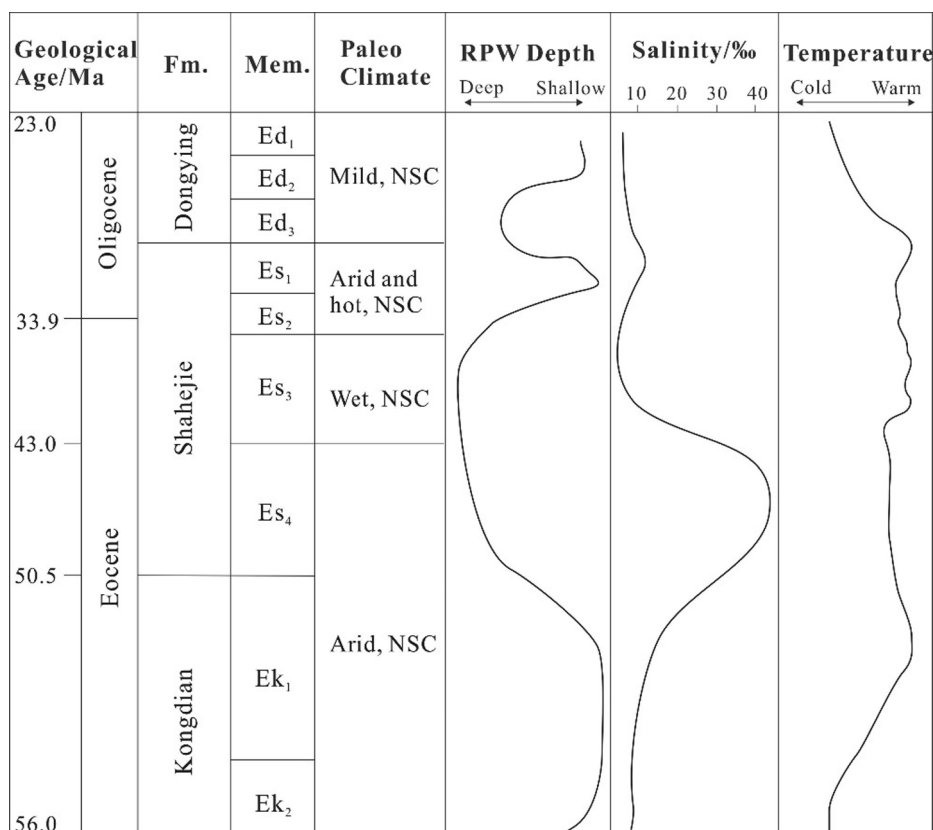 Geological
Age/Ma
Fm.
Mem.
Paleo
Climate
RPW Depth
Deep Shallow
Salinity/‰
10 20 30 40
Temperature
Cold Warm
23.0
33.9
43.0
50.5
56.0
Oligocene
Eocene
Dongying
Shahejie
Kongdian
Ed₁
Ed₂
Ed₃
Es₁
Es₂
Es₃
Es₄
Ek₁
Ek₂
Mild, NSC
Arid and
hot, NSC
Wet, NSC
Arid, NSC